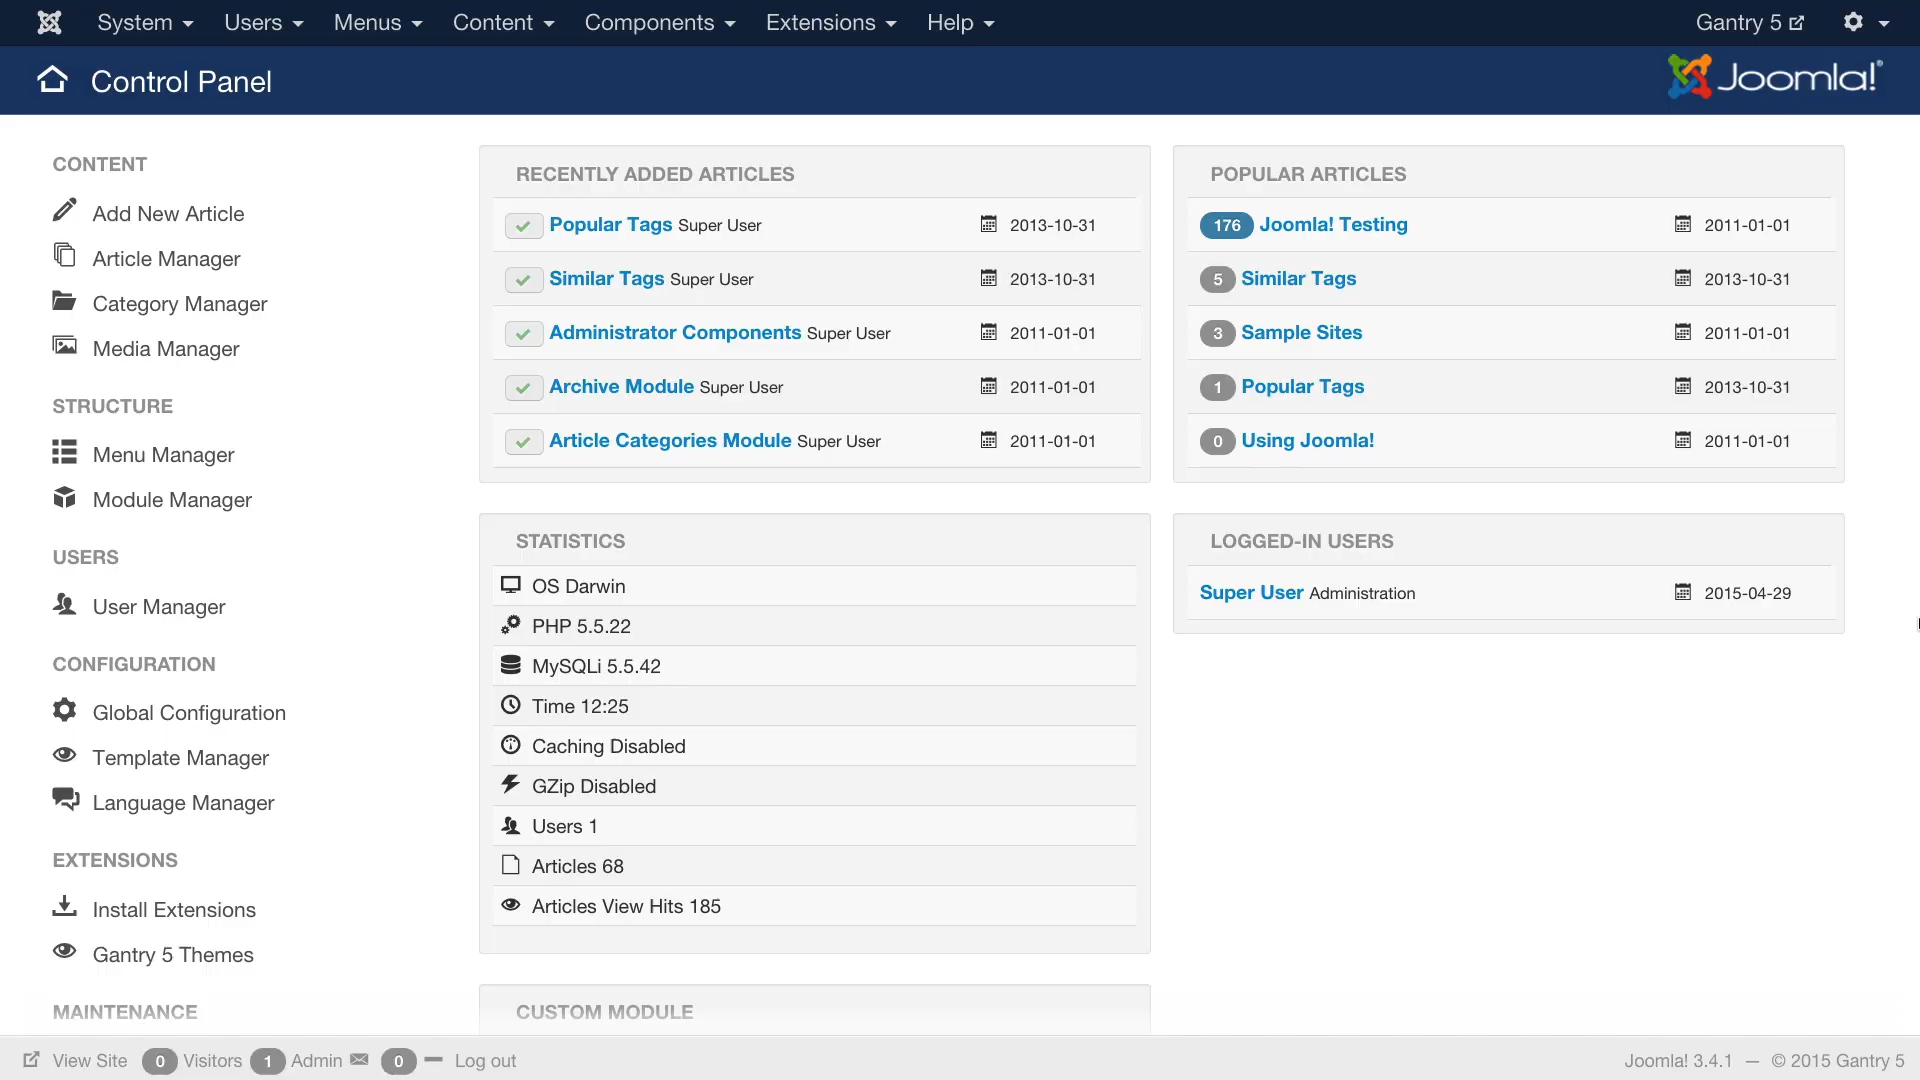 System Users Menus Content Components Extensions Help Gantry 5
Control Panel
Joomla!®
CONTENT
Add New Article
Article Manager
Category Manager
Media Manager
STRUCTURE
Menu Manager
Module Manager
USERS
User Manager
CONFIGURATION
Global Configuration
Template Manager
Language Manager
EXTENSIONS
Install Extensions
Gantry 5 Themes
MAINTENANCE
RECENTLY ADDED ARTICLES
Popular Tags Super User 2013-10-31
Similar Tags Super User 2013-10-31
Administrator Components Super User 2011-01-01
Archive Module Super User 2011-01-01
Article Categories Module Super User 2011-01-01
POPULAR ARTICLES
176 Joomla! Testing 2011-01-01
5 Similar Tags 2013-10-31
3 Sample Sites 2011-01-01
1 Popular Tags 2013-10-31
0 Using Joomla! 2011-01-01
STATISTICS
OS Darwin
PHP 5.5.22
MySQLi 5.5.42
Time 12:25
Caching Disabled
GZip Disabled
Users 1
Articles 68
Articles View Hits 185
LOGGED-IN USERS
Super User Administration 2015-04-29
CUSTOM MODULE
View Site 0 Visitors 1 Admin 0 Log out Joomla! 3.4.1 — © 2015 Gantry 5